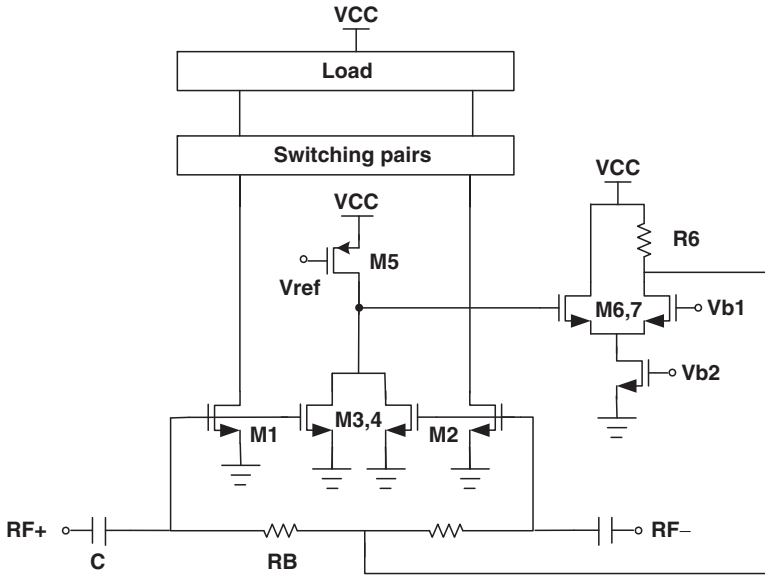 VCC
Load
Switching pairs
VCC
VCC
R6
M5
Vref
M6,7
Vb1
Vb2
M1
M3,4
M2
RF+
C
RB
RF−